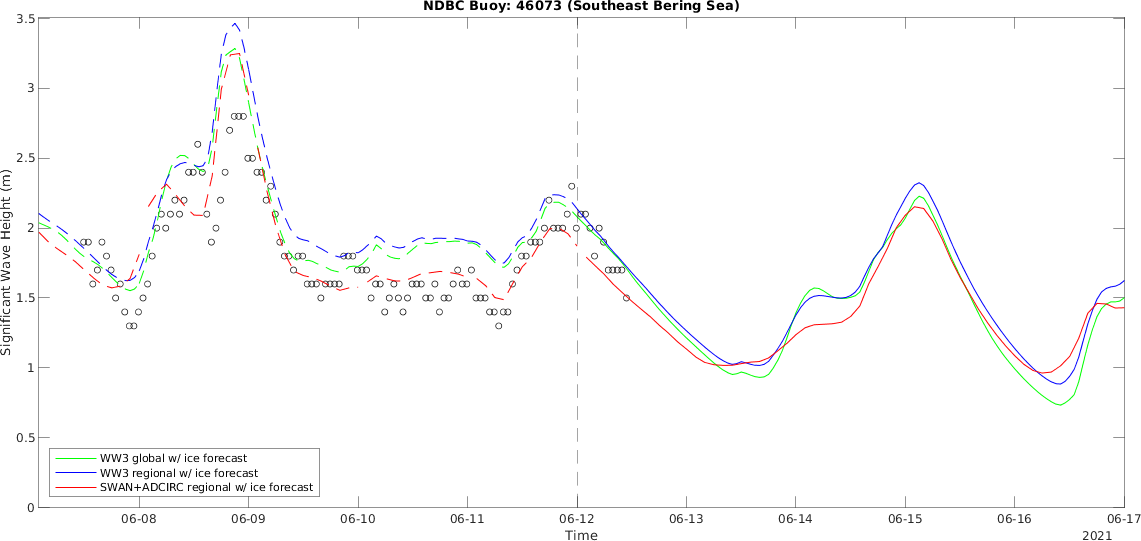 NDBC Buoy: 46073 (Southeast Bering Sea)
3.5
3
2.5
2
1.5
1
0.5
0
Significant Wave Height (m)
WW3 global w/ ice forecast
WW3 regional w/ ice forecast
SWAN+ADCIRC regional w/ ice forecast
06-08 06-09 06-10 06-11 06-12 06-13 06-14 06-15 06-16 06-17
Time
2021